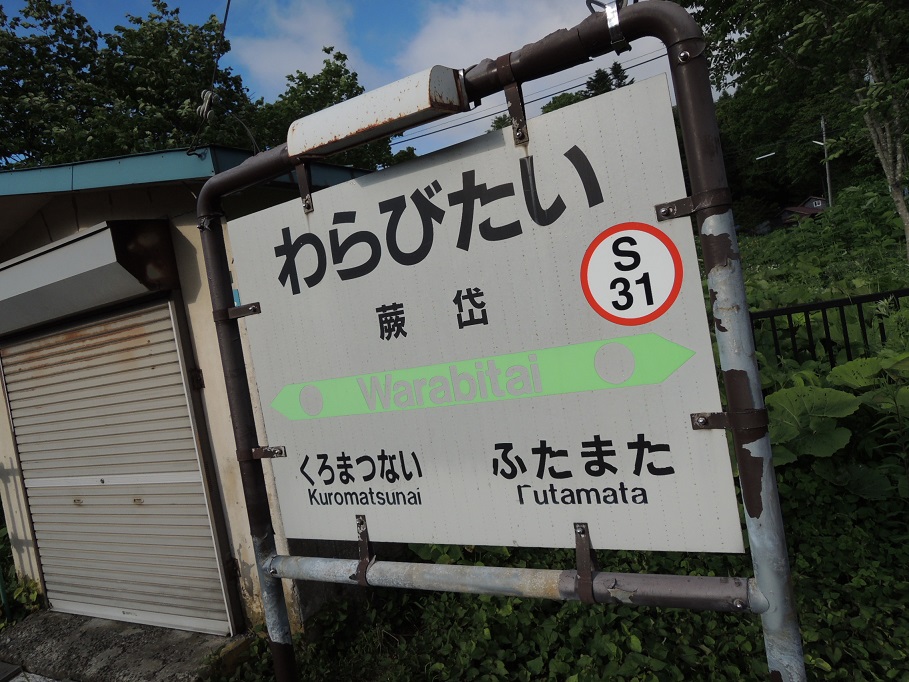 わらびたい
S
31
蕨 岱
Warabitai
くろまつない
ふたまた
Kuromatsunai
Futamata